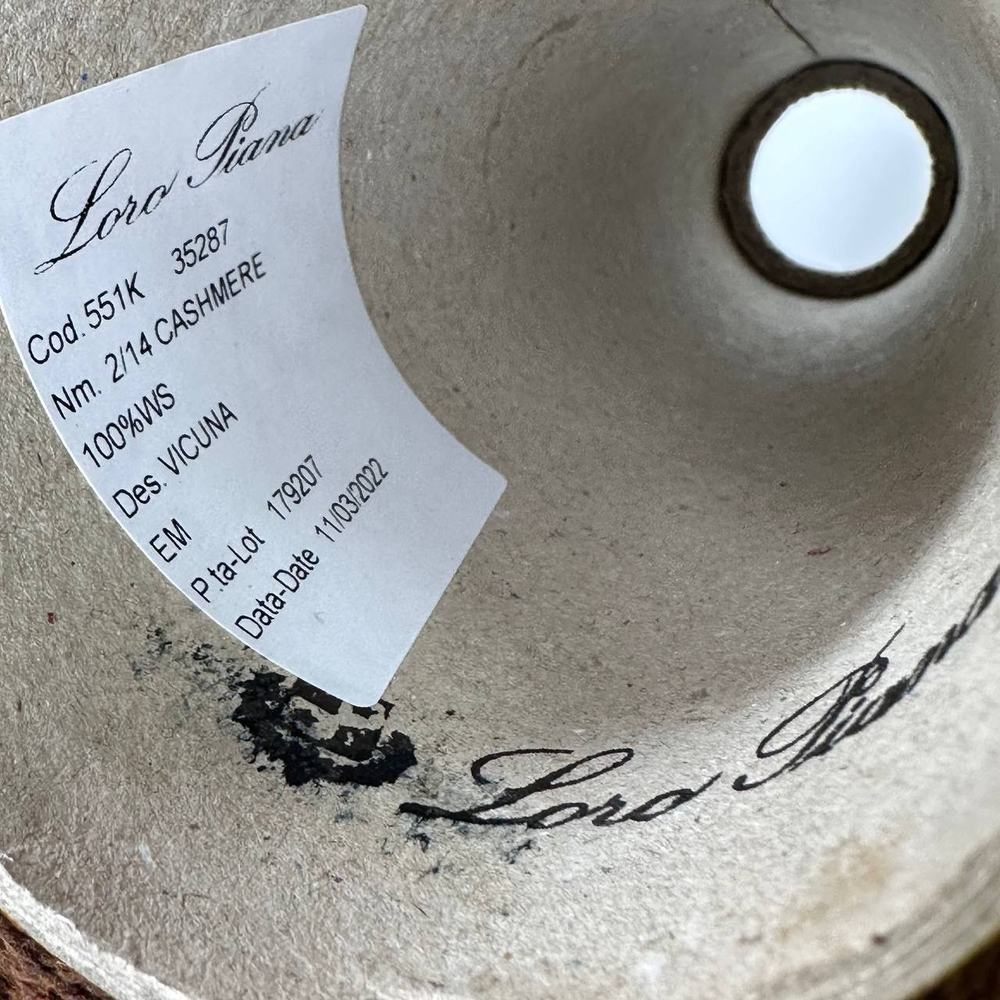 Loro Piana
Cod. 551K 35287
Nm. 2/14 CASHMERE
100%WS
Des. VICUNA
EM
P.ta-Lot 179207
Data-Date 11/03/2022
Loro Piana